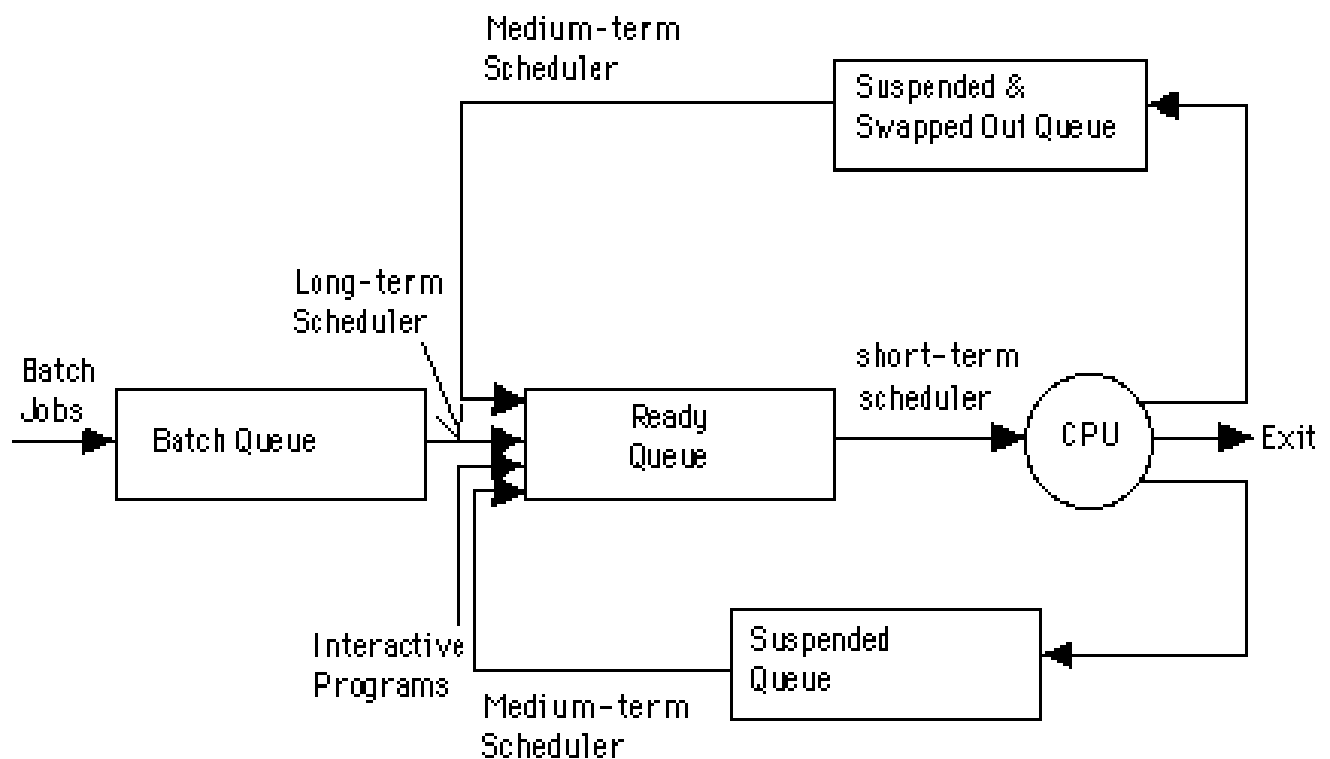 Medium-term
Scheduler
Suspended &
Swapped Out Queue
Long-term
Scheduler
short-term
scheduler
Batch
Jobs
Batch Queue
Ready
Queue
CPU
Exit
Interactive
Programs
Suspended
Queue
Medium-term
Scheduler